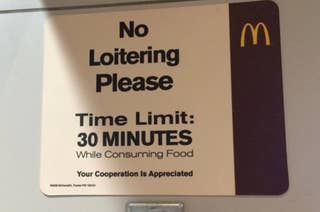 No
Loitering
Please
Time Limit:
30 MINUTES
While Consuming Food
Your Cooperation Is Appreciated